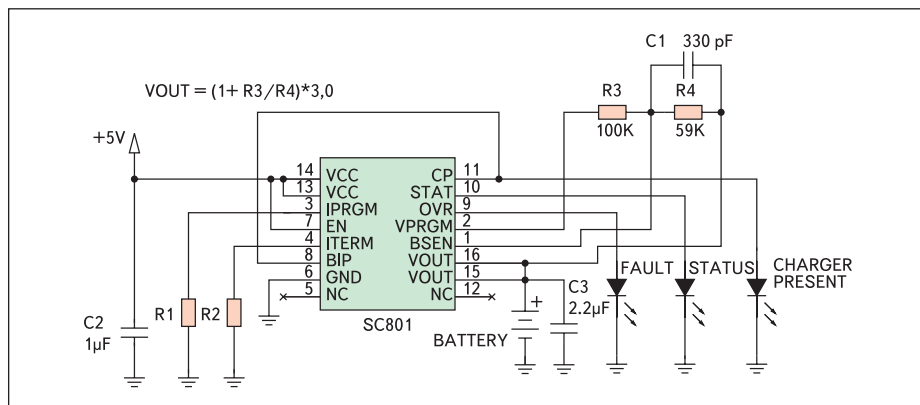 C1 330 pF
VOUT = (1+ R3/R4)*3,0
R3 R4
100K 59K
+5V
14 VCC CP 11
13 VCC STAT 10
3 IPRGM OVR 9
7 EN VPRGM 2
4 ITERM BSEN 1
8 BIP VOUT 16
6 GND VOUT 15
5 NC NC 12
SC801
FAULT STATUS CHARGER
PRESENT
C3
2.2µF
+
BATTERY
R1 R2
C2
1µF